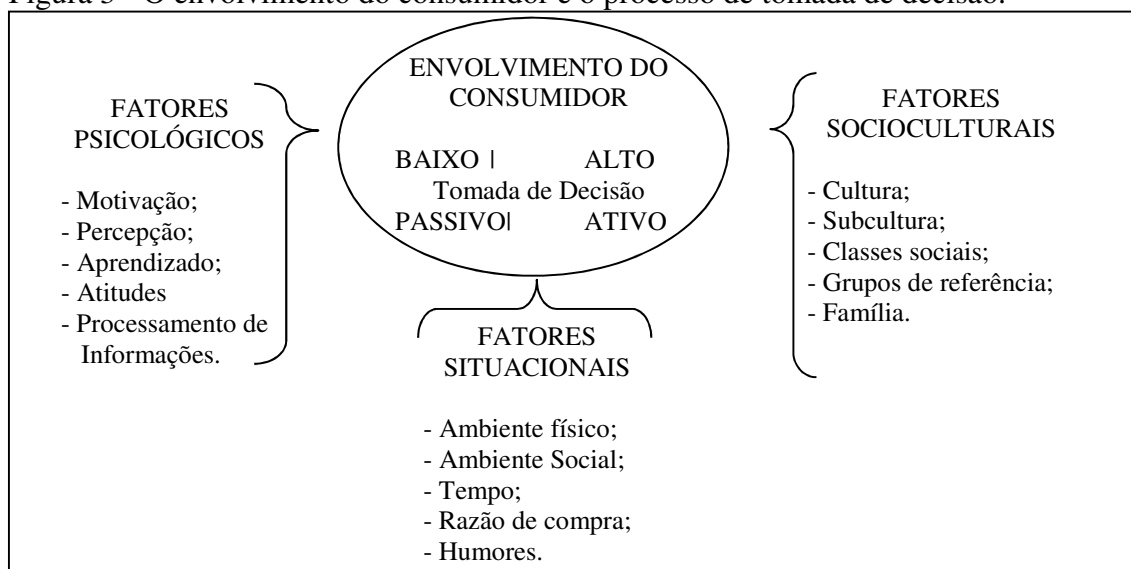 Figura 3 - O envolvimento do consumidor e o processo de tomada de decisão.
ENVOLVIMENTO DO
CONSUMIDOR
BAIXO | ALTO
Tomada de Decisão
PASSIVO| ATIVO
FATORES
PSICOLÓGICOS
- Motivação;
- Percepção;
- Aprendizado;
- Atitudes
- Processamento de
Informações.
FATORES
SOCIOCULTURAIS
- Cultura;
- Subcultura;
- Classes sociais;
- Grupos de referência;
- Família.
FATORES
SITUACIONAIS
- Ambiente físico;
- Ambiente Social;
- Tempo;
- Razão de compra;
- Humores.